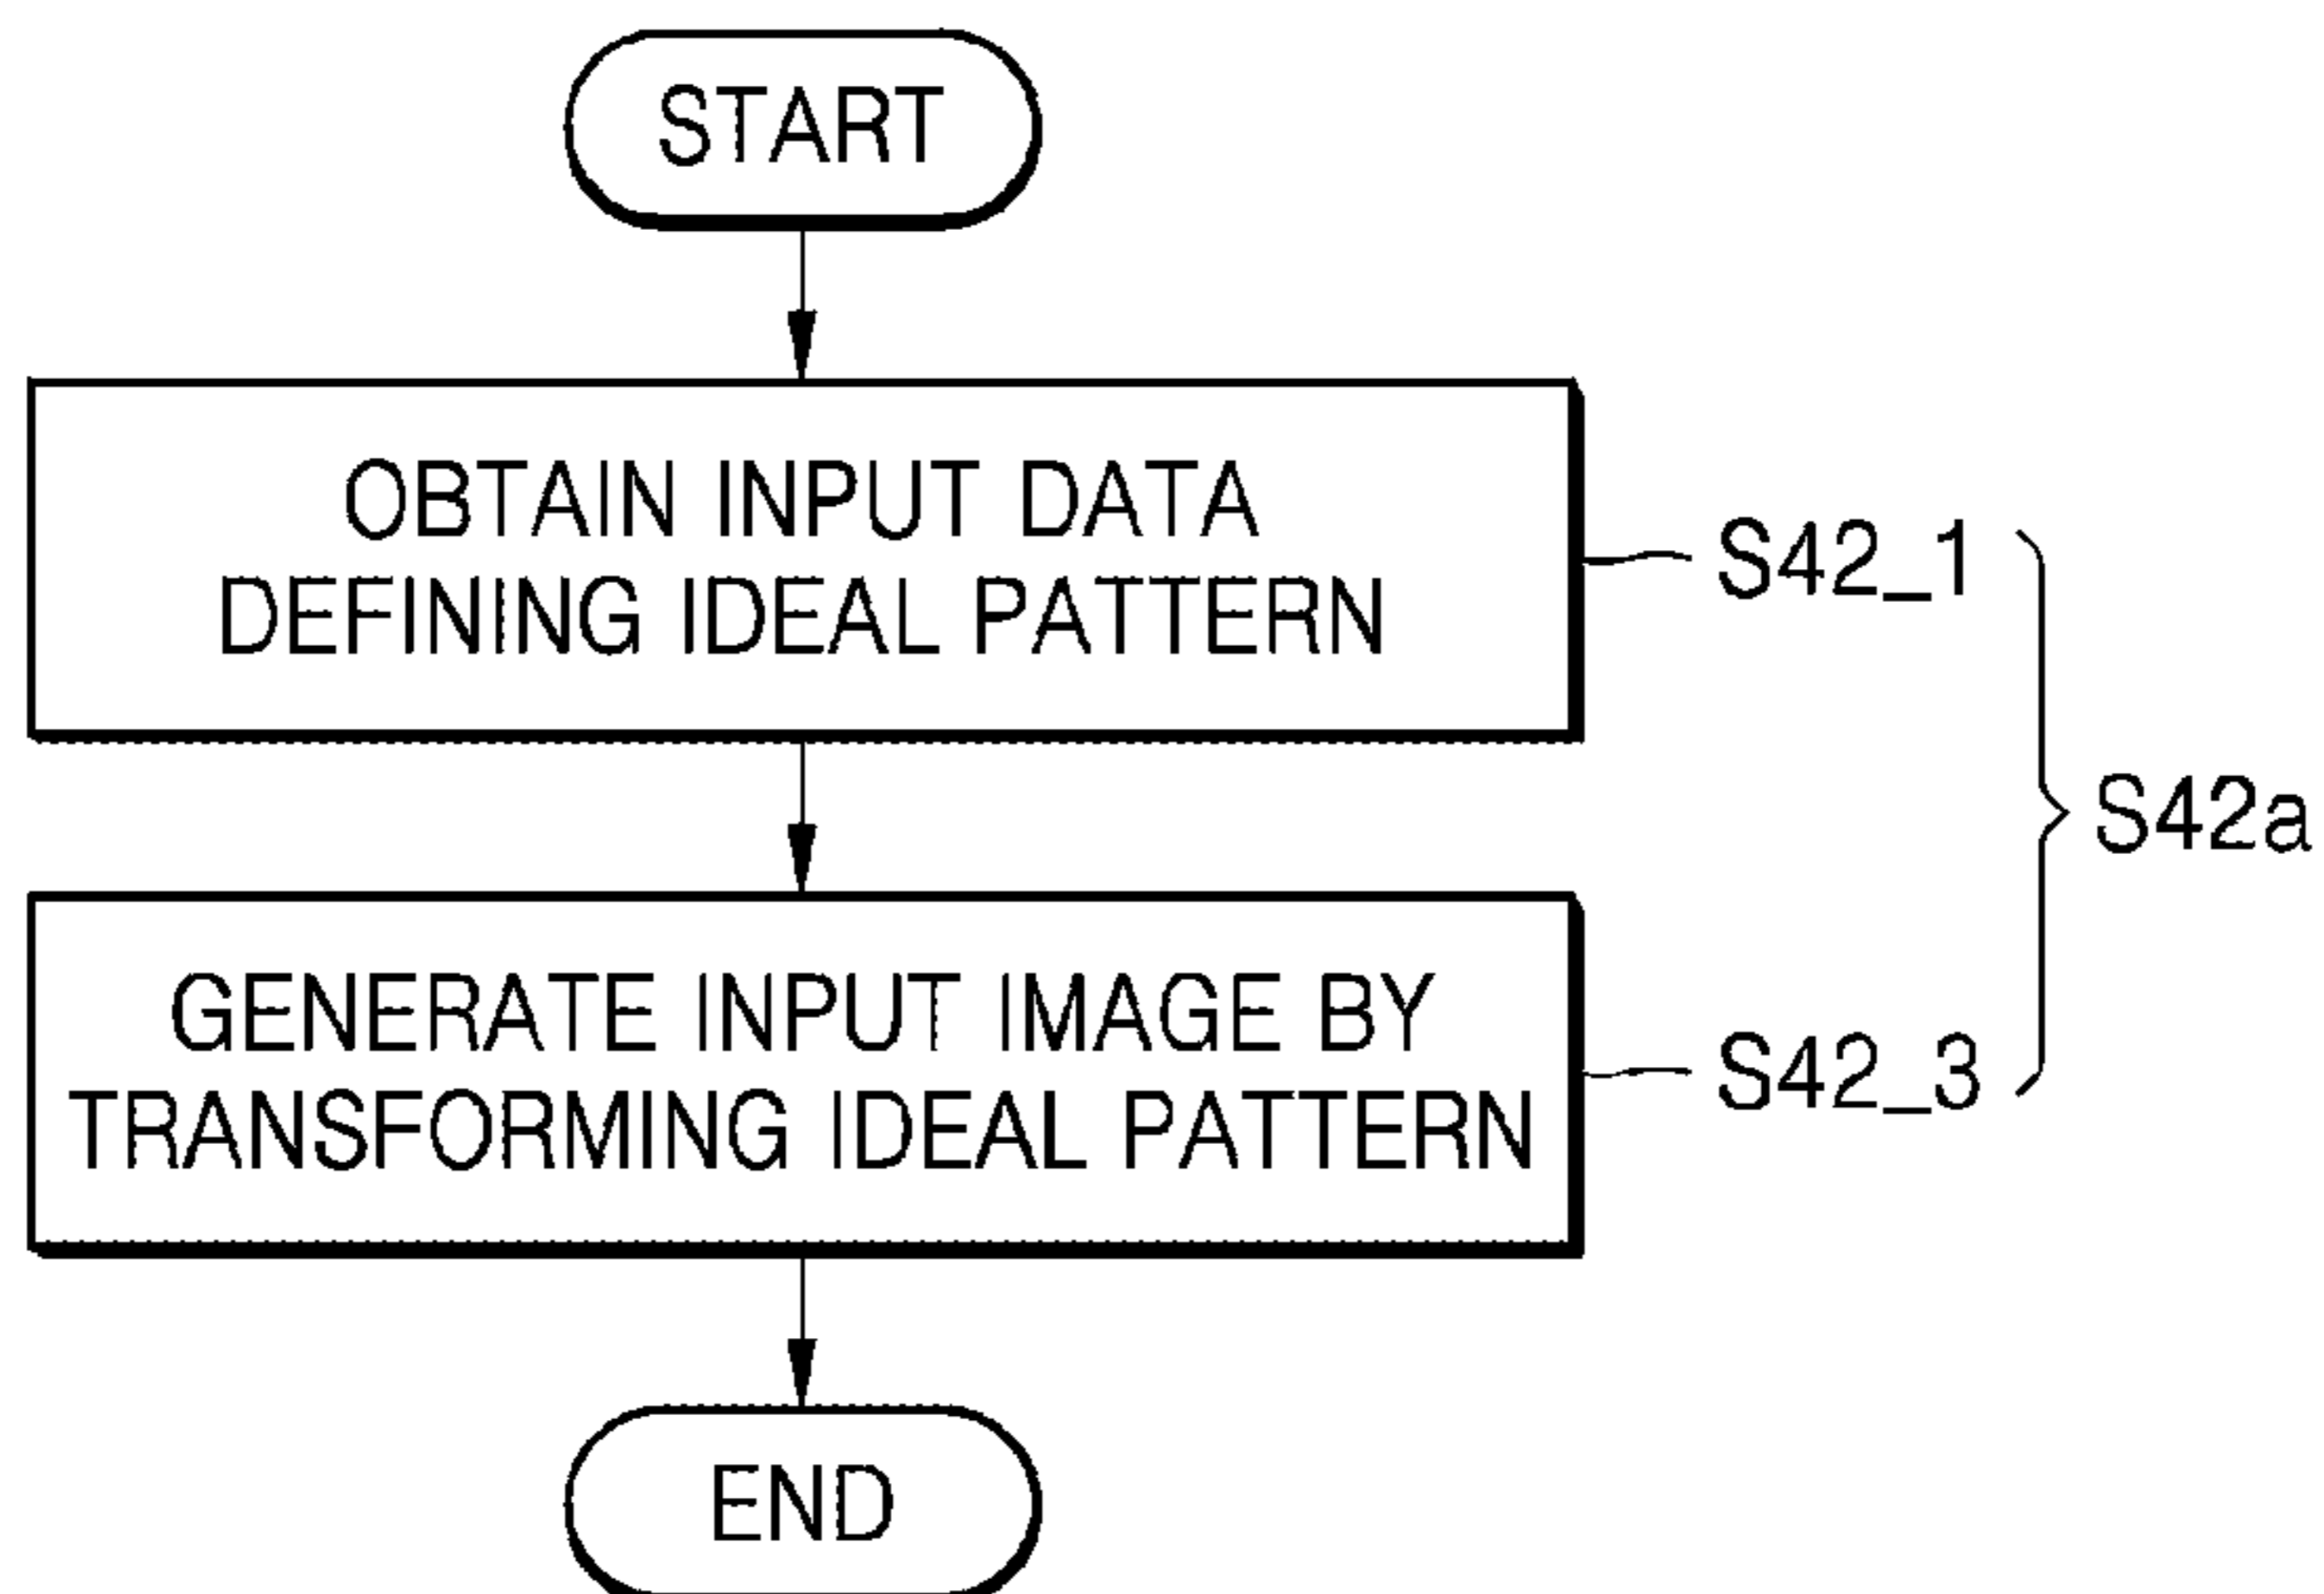 START
OBTAIN INPUT DATA
DEFINING IDEAL PATTERN
S42_1
S42a
GENERATE INPUT IMAGE BY
TRANSFORMING IDEAL PATTERN
S42_3
END